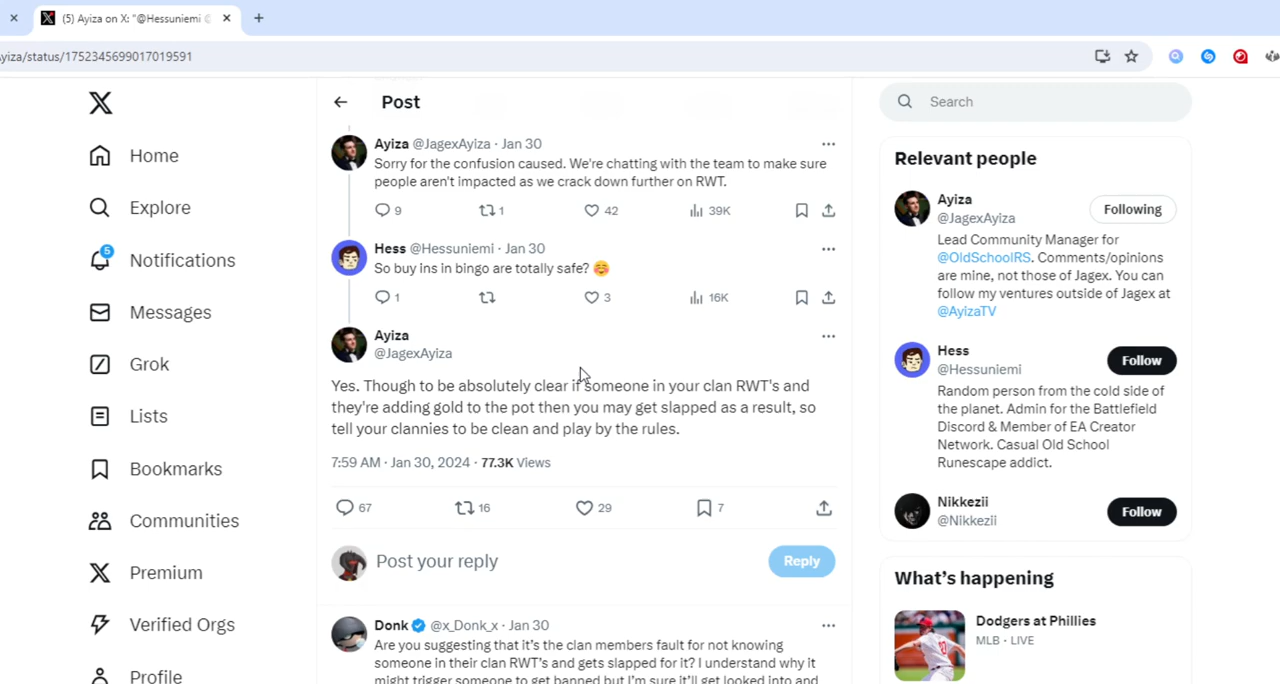 (5) Ayiza on X: "@Hessuniemi
yiza/status/1752345699017019591
Home
Explore
5
Notifications
Messages
Grok
Lists
Bookmarks
Communities
Premium
Verified Orgs
Profile
Post
Ayiza @JagexAyiza · Jan 30
Sorry for the confusion caused. We're chatting with the team to make sure
people aren't impacted as we crack down further on RWT.
9 1 42 39K
Hess @Hessuniemi · Jan 30
So buy ins in bingo are totally safe? 🥰
1 3 16K
Ayiza
@JagexAyiza
Yes. Though to be absolutely clear if someone in your clan RWT's and
they're adding gold to the pot then you may get slapped as a result, so
tell your clannies to be clean and play by the rules.
7:59 AM · Jan 30, 2024 · 77.3K Views
67 16 29 7
Post your reply
Reply
Donk @x_Donk_x · Jan 30
Are you suggesting that it's the clan members fault for not knowing
someone in their clan RWT's and gets slapped for it? I understand why it
might trigger someone to get banned but I'm sure it'll get looked into and
Search
Relevant people
Ayiza
@JagexAyiza
Following
Lead Community Manager for
@OldSchoolRS. Comments/opinions
are mine, not those of Jagex. You can
follow my ventures outside of Jagex at
@AyizaTV
Hess
@Hessuniemi
Follow
Random person from the cold side of
the planet. Admin for the Battlefield
Discord & Member of EA Creator
Network. Casual Old School
Runescape addict.
Nikkezii
@Nikkezii
Follow
What's happening
Dodgers at Phillies
MLB · LIVE